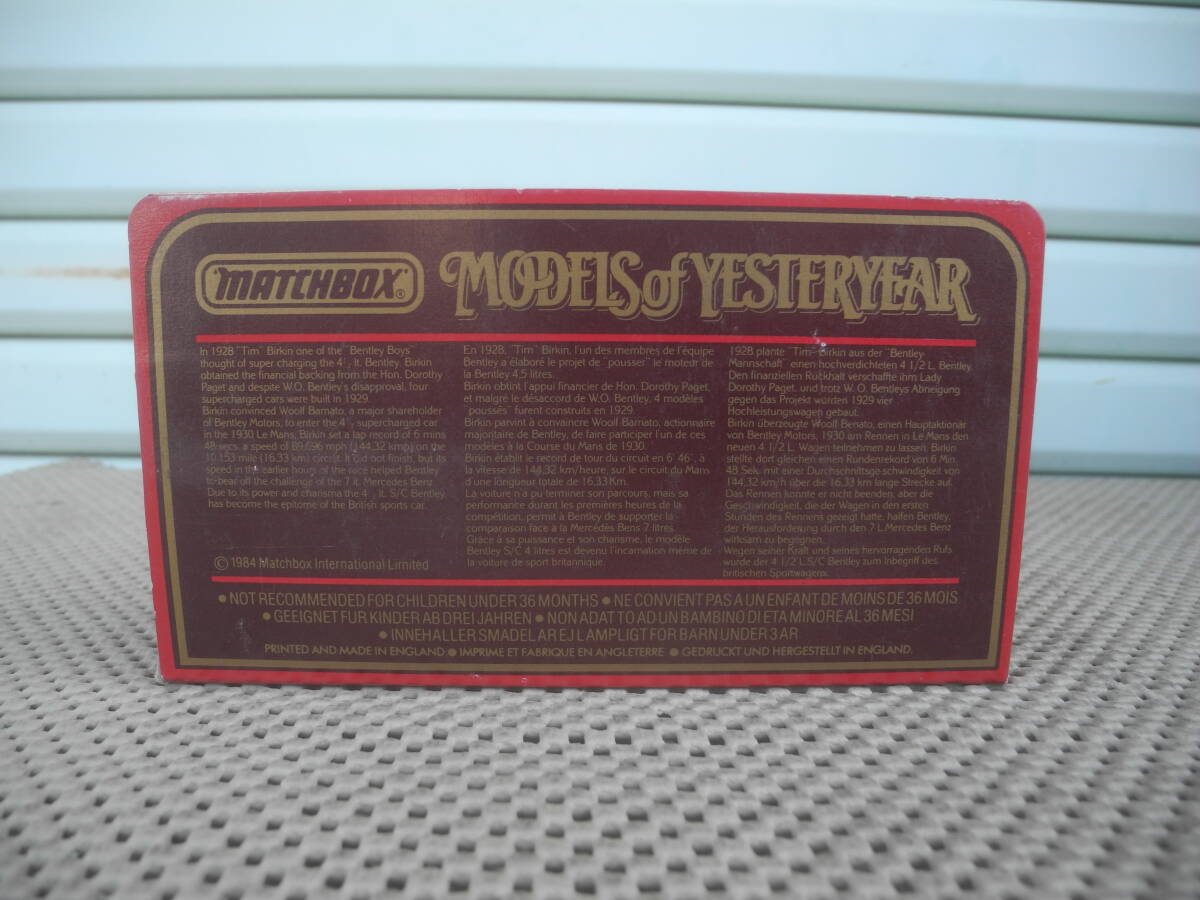 MATCHBOX®
MODELS of YESTERYEAR
In 1928 "Tim" Birkin one of the "Bentley Boys"
thought of super charging the 4½ lt. Bentley. Birkin
obtained the financial backing from the Hon. Dorothy
Paget and despite W.O. Bentley's disapproval, four
supercharged cars were built in 1929.
Birkin convinced Woolf Barnato, a major shareholder
of Bentley Motors, to enter the 4½ supercharged car
in the 1930 Le Mans. Birkin set a lap record of 6 mins
48 secs, a speed of 89.696 mph (144,32 kmph) on the
10.153 mile (16.33 km) circuit. It did not finish, but its
speed in the earlier hours of the race helped Bentley
to bear off the challenge of the 7 lt. Mercedes Benz.
Due to its power and charisma the 4½ lt. S/C Bentley
has become the epitome of the British sports car.
© 1984 Matchbox International Limited
En 1928, "Tim" Birkin, l'un des membres de l'équipe
Bentley a élaboré le projet de "pousser" le moteur de
la Bentley 4,5 litres.
Birkin obtint l'appui financier de Hon. Dorothy Paget,
et malgré le désaccord de W.O. Bentley. 4 modèles
"poussés" furent construits en 1929.
Birkin parvint à convaincre Woolf Barnato, actionnaire
majoritaire de Bentley, de faire participer l'un de ces
modèles à la Course du Mans de 1930.
Birkin établit le record de tour du circuit en 6' 46", à
la vitesse de 144,32 km/heure, sur le circuit du Mans
d'une longueur totale de 16.33 Km.
La voiture n'a pu terminer son parcours, mais sa
performance durant les premières heures de la
compétition, permit à Bentley de supporter la
comparaison face à la Mercédès Bens 7 litres.
Grâce à sa puissance et son charisme, le modèle
Bentley S/C 4 litres est devenu l'incarnation même de
la voiture de sport britannique.
1928 plante "Tim" Birkin aus der "Bentley
Mannschaft" einen hochverdichteten 4 1/2 L. Bentley.
Den finanziellen Rückhalt verschaffte ihm Lady
Dorothy Paget, und trotz W.O. Bentleys Abneigung
gegen das Projekt wurden 1929 vier
Hochleistungswagen gebaut.
Birkin überzeugte Woolf Benato, einen Hauptaktionär
von Bentley Motors, 1930 am Rennen in Le Mans den
neuen 4 1/2 L. Wagen teilnehmen zu lassen. Birkin
stellte dort gleichen einen Rundenrekord von 6 Min.
48 Sek. mit einer Durchschnittsge-schwindigkeit von
144,32 km/h über die 16.33 km lange Strecke auf.
Das Rennen konnte er nicht beenden, aber die
Geschwindigkeit, die der Wagen in den ersten
Stunden des Rennens gezeigt hatte, halfen Bentley,
der Herausforderung durch den 7 L.Mercedes Benz
wirksam zu begegnen.
Wegen seiner Kraft und seines hervorragenden Rufs
wurde der 4 1/2 L.S/C Bentley zum Inbegriff des
britischen Sportwagens.
• NOT RECOMMENDED FOR CHILDREN UNDER 36 MONTHS • NE CONVIENT PAS A UN ENFANT DE MOINS DE 36 MOIS
• GEEIGNET FUR KINDER AB DREI JAHREN • NON ADATTO AD UN BAMBINO DI ETA MINORE AL 36 MESI
• INNEHALLER SMADELAR EJ LAMPLIGT FOR BARN UNDER 3 AR
PRINTED AND MADE IN ENGLAND • IMPRIME ET FABRIQUE EN ANGLETERRE • GEDRUCKT UND HERGESTELLT IN ENGLAND.